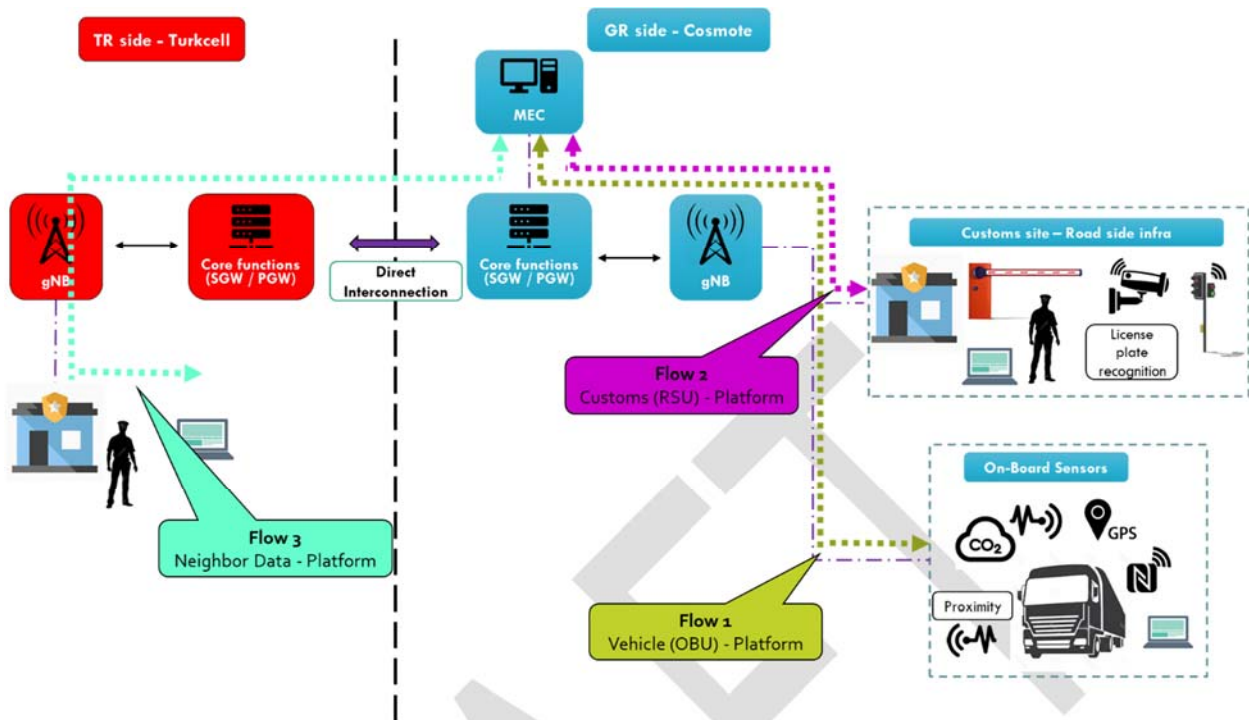 TR side - Turkcell
GR side - Cosmote
MEC
gNB
Core functions
(SGW / PGW)
Direct
Interconnection
Core functions
(SGW / PGW)
gNB
Customs site – Road side infra
License
plate
recognition
Flow 2
Customs (RSU) - Platform
Flow 3
Neighbor Data - Platform
On-Board Sensors
CO2
GPS
Proximity
N
Flow 1
Vehicle (OBU) - Platform